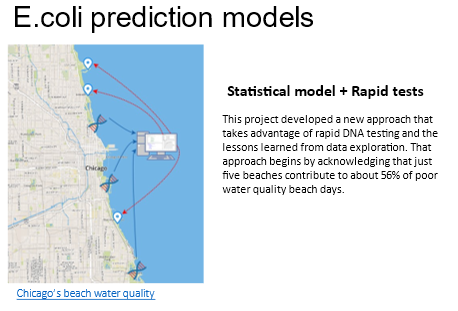 E.coli prediction models
Statistical model + Rapid tests
This project developed a new approach that
takes advantage of rapid DNA testing and the
lessons learned from data exploration. That
approach begins by acknowledging that just
five beaches contribute to about 56% of poor
water quality beach days.
Chicago
Chicago's beach water quality